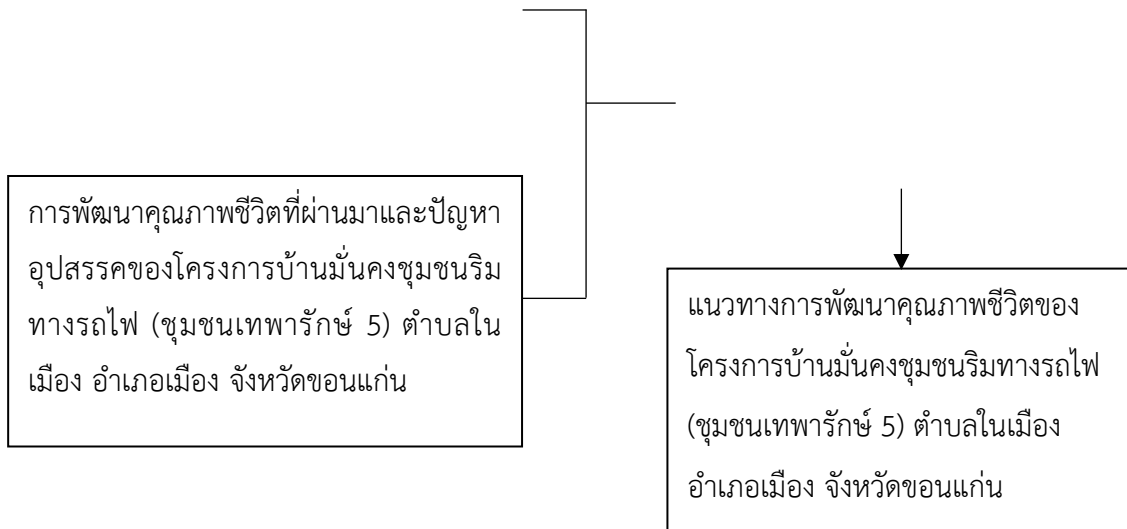 การพัฒนาคุณภาพชีวิตที่ผ่านมาและปัญหา
อุปสรรคของโครงการบ้านมั่นคงชุมชนริม
ทางรถไฟ (ชุมชนเทพารักษ์ 5) ตำบลใน
เมือง อำเภอเมือง จังหวัดขอนแก่น
แนวทางการพัฒนาคุณภาพชีวิตของ
โครงการบ้านมั่นคงชุมชนริมทางรถไฟ
(ชุมชนเทพารักษ์ 5) ตำบลในเมือง
อำเภอเมือง จังหวัดขอนแก่น